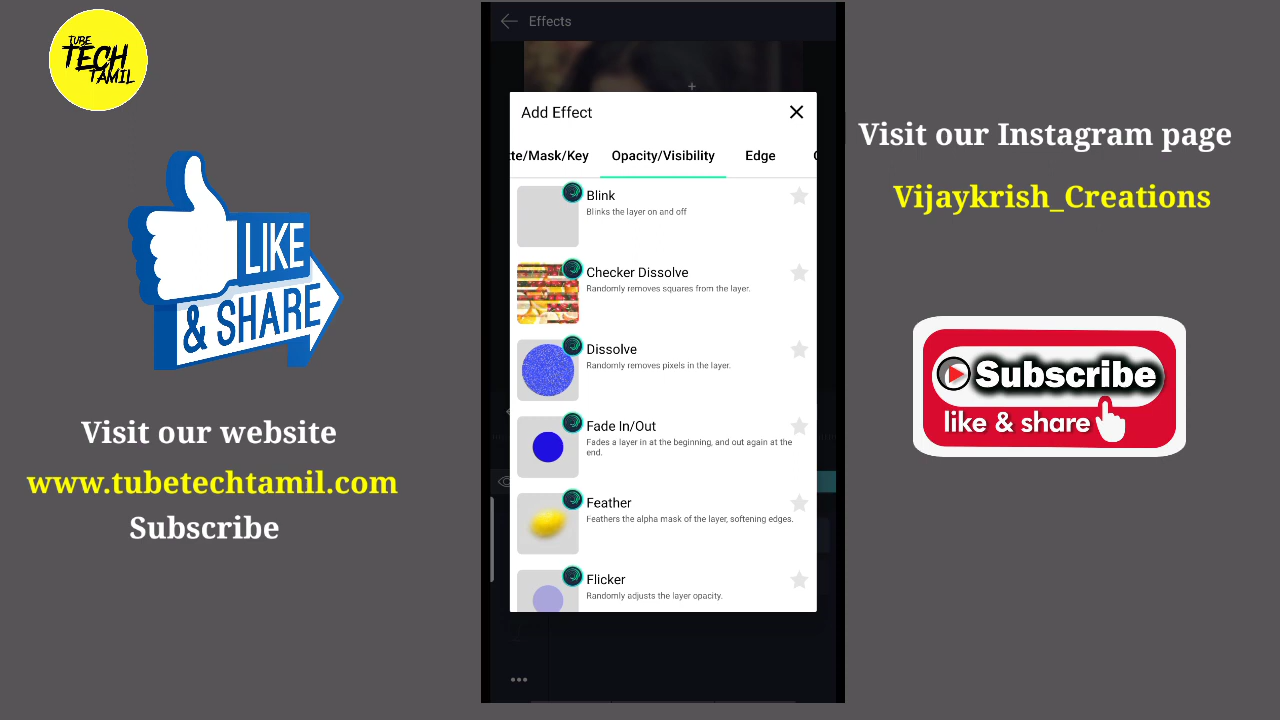 TUBE
TECH
TAMIL
LIKE
& SHARE
Visit our website
www.tubetechtamil.com
Subscribe
Effects
Add Effect
te/Mask/Key
Opacity/Visibility
Edge
Blink
Blinks the layer on and off
Checker Dissolve
Randomly removes squares from the layer.
Dissolve
Randomly removes pixels in the layer.
Fade In/Out
Fades a layer in at the beginning, and out again at the
end.
Feather
Feathers the alpha mask of the layer, softening edges.
Flicker
Randomly adjusts the layer opacity.
Visit our Instagram page
Vijaykrish_Creations
Subscribe
like & share